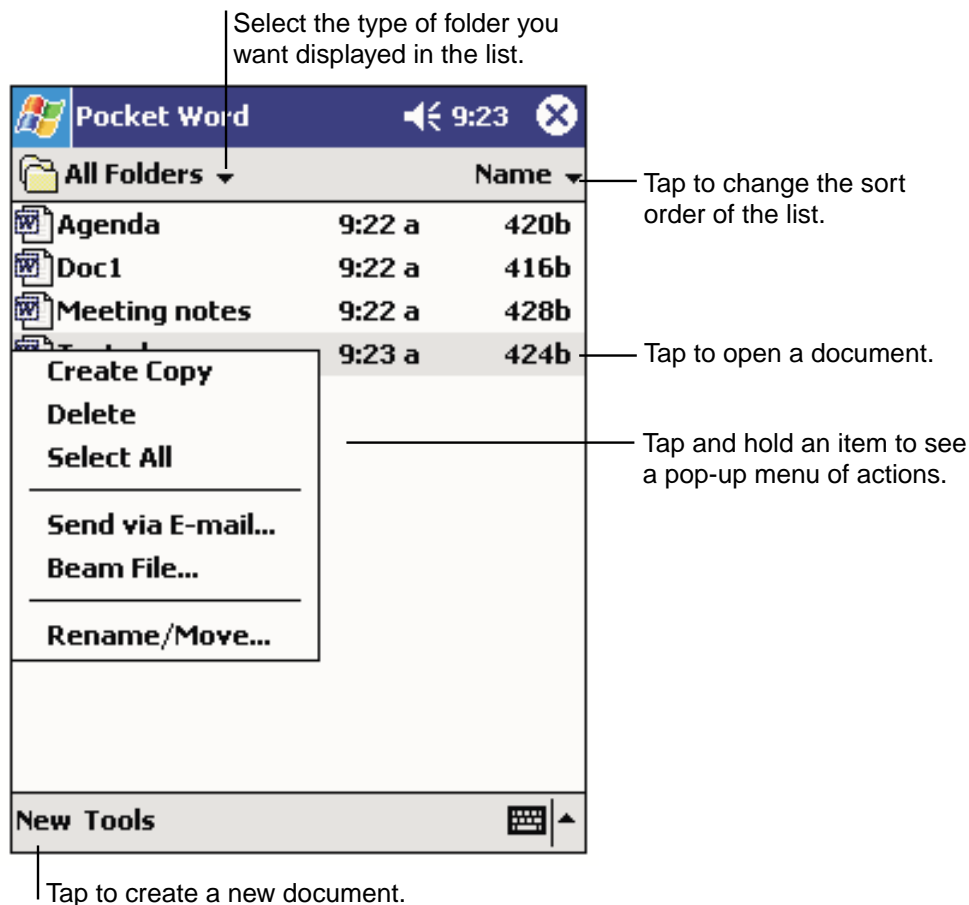 Select the type of folder you
want displayed in the list.
Pocket Word 9:23
All Folders Name
Tap to change the sort
order of the list.
Agenda 9:22 a 420b
Doc1 9:22 a 416b
Meeting notes 9:22 a 428b
9:23 a 424b
Tap to open a document.
Create Copy
Delete
Select All
Tap and hold an item to see
a pop-up menu of actions.
Send via E-mail...
Beam File...
Rename/Move...
New Tools
Tap to create a new document.